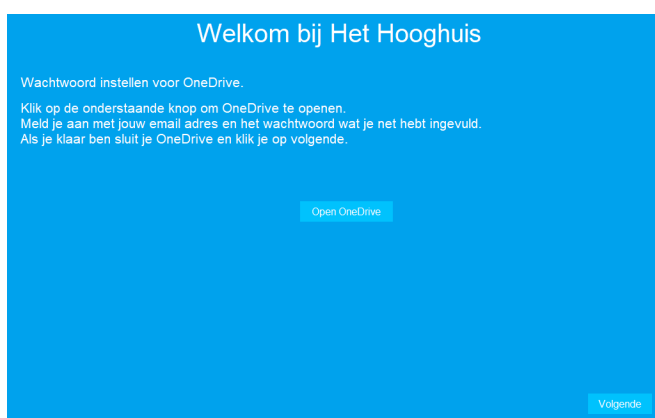 Welkom bij Het Hooghuis
Wachtwoord instellen voor OneDrive.
Klik op de onderstaande knop om OneDrive te openen.
Meld je aan met jouw email adres en het wachtwoord wat je net hebt ingevuld.
Als je klaar ben sluit je OneDrive en klik je op volgende.
Open OneDrive
Volgende